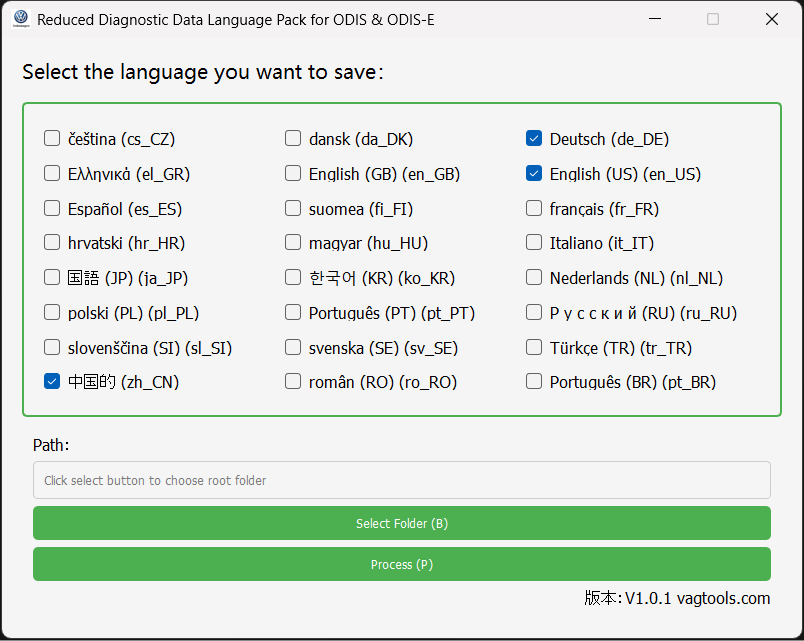 Reduced Diagnostic Data Language Pack for ODIS & ODIS-E
Select the language you want to save:
čeština (cs_CZ) dansk (da_DK) Deutsch (de_DE)
Ελληνικά (el_GR) English (GB) (en_GB) English (US) (en_US)
Español (es_ES) suomea (fi_FI) français (fr_FR)
hrvatski (hr_HR) magyar (hu_HU) Italiano (it_IT)
国語 (JP) (ja_JP) 한국어 (KR) (ko_KR) Nederlands (NL) (nl_NL)
polski (PL) (pl_PL) Português (PT) (pt_PT) Р у с с к и й (RU) (ru_RU)
slovenščina (SI) (sl_SI) svenska (SE) (sv_SE) Türkçe (TR) (tr_TR)
中国的 (zh_CN) român (RO) (ro_RO) Português (BR) (pt_BR)
Path:
Click select button to choose root folder
Select Folder (B)
Process (P)
版本: V1.0.1 vagtools.com